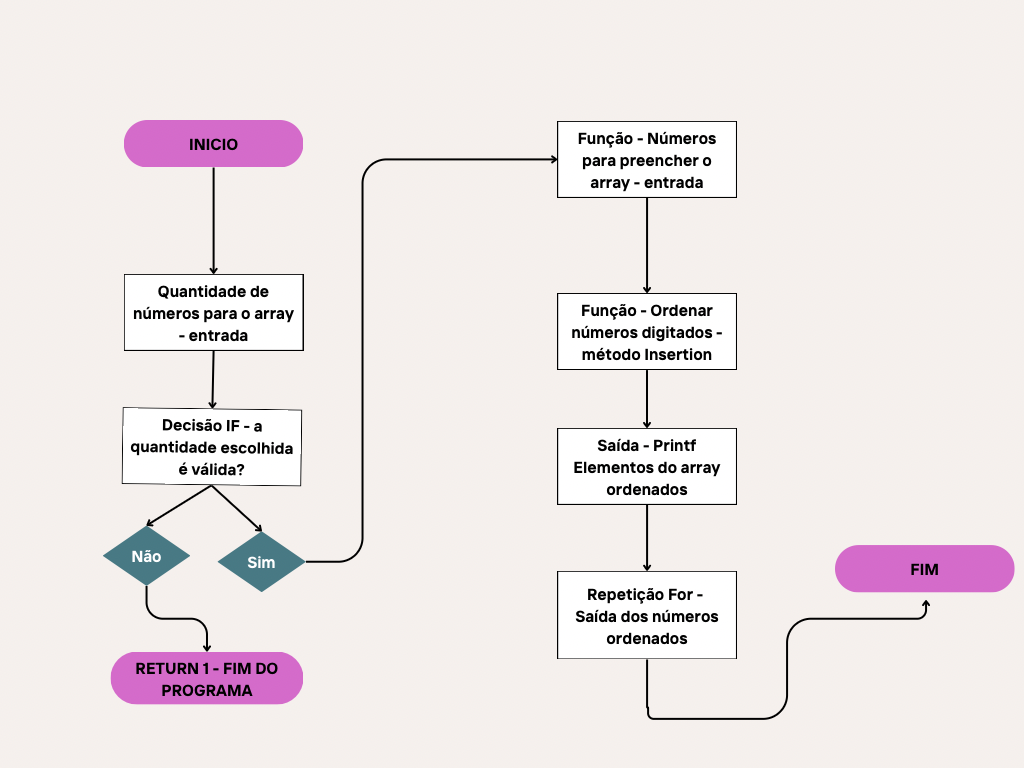 INICIO
Quantidade de
números para o array
- entrada
Decisão IF - a
quantidade escolhida
é válida?
Não
Sim
RETURN 1 - FIM DO
PROGRAMA
Função - Números
para preencher o
array - entrada
Função - Ordenar
números digitados -
método Insertion
Saída - Printf
Elementos do array
ordenados
Repetição For -
Saída dos números
ordenados
FIM